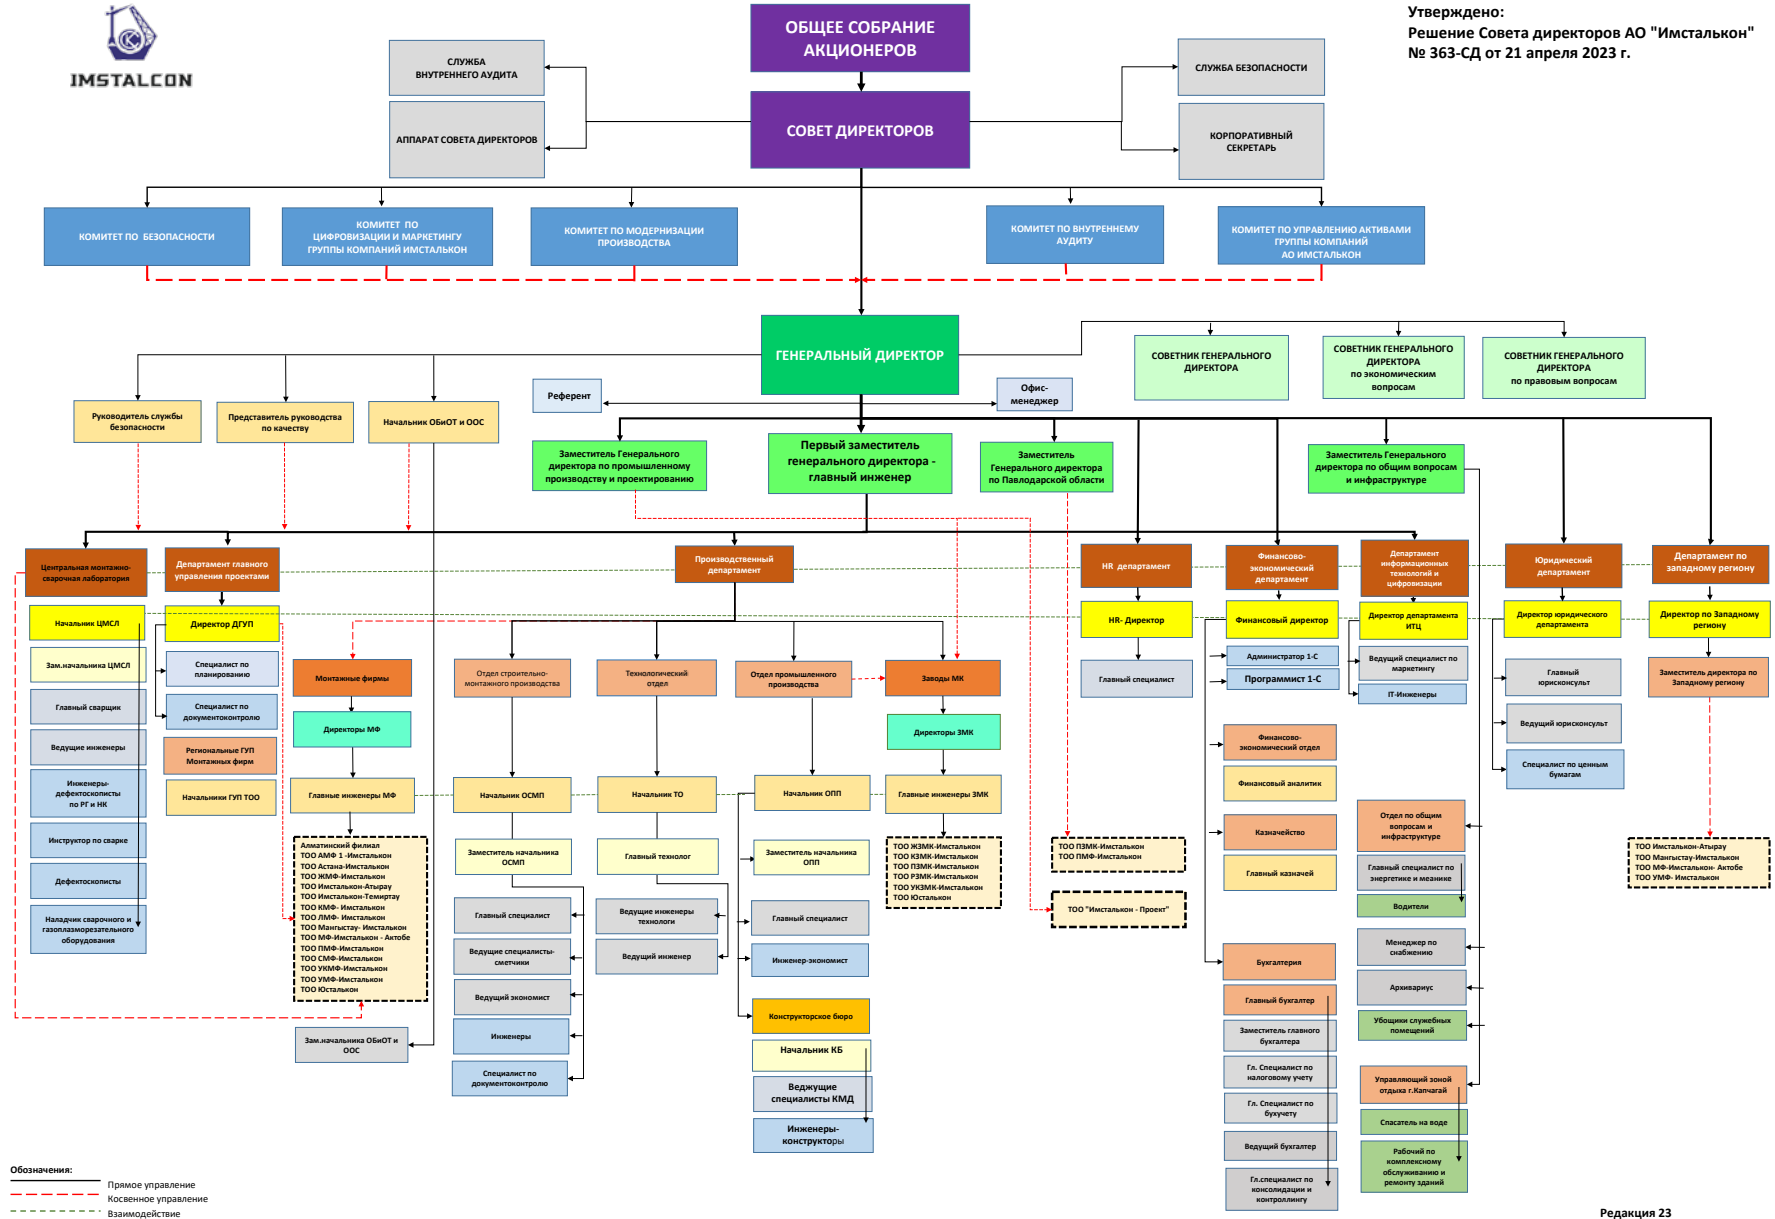 IMSTALCON
ОБЩЕЕ СОБРАНИЕ
АКЦИОНЕРОВ
Утверждено:
Решение Совета директоров АО "Имсталькон"
№ 363-СД от 21 апреля 2023 г.
СЛУЖБА
ВНУТРЕННЕГО АУДИТА
СЛУЖБА БЕЗОПАСНОСТИ
АППАРАТ СОВЕТА ДИРЕКТОРОВ
СОВЕТ ДИРЕКТОРОВ
КОРПОРАТИВНЫЙ
СЕКРЕТАРЬ
КОМИТЕТ ПО БЕЗОПАСНОСТИ
КОМИТЕТ ПО
ЦИФРОВИЗАЦИИ И МАРКЕТИНГУ
ГРУППЫ КОМПАНИЙ ИМСТАЛЬКОН
КОМИТЕТ ПО МОДЕРНИЗАЦИИ
ПРОИЗВОДСТВА
КОМИТЕТ ПО ВНУТРЕННЕМУ
АУДИТУ
КОМИТЕТ ПО УПРАВЛЕНИЮ АКТИВАМИ
ГРУППЫ КОМПАНИЙ
АО ИМСТАЛЬКОН
ГЕНЕРАЛЬНЫЙ ДИРЕКТОР
СОВЕТНИК ГЕНЕРАЛЬНОГО
ДИРЕКТОРА
СОВЕТНИК ГЕНЕРАЛЬНОГО
ДИРЕКТОРА
по экономическим
вопросам
СОВЕТНИК ГЕНЕРАЛЬНОГО
ДИРЕКТОРА
по правовым вопросам
Референт
Офис-
менеджер
Руководитель службы
безопасности
Представитель руководства
по качеству
Начальник ОБиОТ и ООС
Заместитель Генерального
директора по промышленному
производству и проектированию
Первый заместитель
генерального директора -
главный инженер
Заместитель
Генерального директора
по Павлодарской области
Заместитель Генерального
директора по общим вопросам
и инфраструктуре
Центральная монтажно-
сварочная лаборатория
Департамент главного
управления проектами
Производственный
департамент
HR департамент
Финансово-
экономический
департамент
Департамент
информационных
технологий и
цифровизации
Юридический
департамент
Департамент по
западному региону
Начальник ЦМСЛ
Директор ДГУП
HR- Директор
Финансовый директор
Директор департамента
ИТЦ
Директор юридического
департамента
Директор по Западному
региону
Зам.начальника ЦМСЛ
Главный сварщик
Ведущие инженеры
Инженеры-
дефектоскописты
по РГ и НК
Инструктор по сварке
Дефектоскописты
Наладчик сварочного и
газоплазморезательного
оборудования
Специалист по
планированию
Специалист по
документоконтролю
Региональные ГУП
Монтажных фирм
Начальники ГУП ТОО
Монтажные фирмы
Директоры МФ
Главные инженеры МФ
Алматинский филиал
ТОО АМФ 1 -Имсталькон
ТОО Астана-Имсталькон
ТОО ЖМФ-Имсталькон
ТОО Имсталькон-Атырау
ТОО Имсталькон-Темиртау
ТОО КМФ- Имсталькон
ТОО ЛМФ- Имсталькон
ТОО Мангыстау- Имсталькон
ТОО МФ-Имсталькон - Актобе
ТОО ПМФ-Имсталькон
ТОО СМФ-Имсталькон
ТОО УКМФ-Имсталькон
ТОО УМФ-Имсталькон
ТОО Юсталькон
Зам.начальника ОБиОТ и
ООС
Отдел строительно-
монтажного производства
Начальник ОСМП
Заместитель начальника
ОСМП
Главный специалист
Ведущие специалисты-
сметчики
Ведущий экономист
Инженеры
Специалист по
документоконтролю
Технологический
отдел
Начальник ТО
Главный технолог
Ведущие инженеры
технологи
Ведущий инженер
Отдел промышленного
производства
Начальник ОПП
Заместитель начальника
ОПП
Главный специалист
Инженер-экономист
Конструкторское бюро
Начальник КБ
Веджущие
специалисты КМД
Инженеры-
конструкторы
Заводы МК
Директоры ЗМК
Главные инженеры ЗМК
ТОО ЖЗМК-Имсталькон
ТОО КЗМК-Имсталькон
ТОО ПЗМК-Имсталькон
ТОО РЗМК-Имсталькон
ТОО УКЗМК-Имсталькон
ТОО Юсталькон
ТОО ПЗМК-Имсталькон
ТОО ПМФ-Имсталькон
ТОО "Имсталькон - Проект"
Главный специалист
Администратор 1-С
Программист 1-С
Финансово-
экономический отдел
Финансовый аналитик
Казначейство
Главный казначей
Бухгалтерия
Главный бухгалтер
Заместитель главного
бухгалтера
Гл. Специалист по
налоговому учету
Гл. Специалист по
бухучету
Ведущий бухгалтер
Гл.специалист по
консолидации и
контроллингу
Ведущий специалист по
маркетингу
IT-Инженеры
Отдел по общим
вопросам и
инфраструктуре
Главный специалист по
энергетике и меанике
Водители
Менеджер по
снабжению
Архивариус
Убощики служебных
помещений
Управляющий зоной
отдыха г.Капчагай
Спасатель на воде
Рабочий по
комплексному
обслуживанию и
ремонту зданий
Главный
юрисконсульт
Ведущий юрисконсульт
Специалист по ценным
бумагам
Заместитель директора по
Западному региону
ТОО Имсталькон-Атырау
ТОО Мангыстау-Имсталькон
ТОО МФ-Имсталькон- Актобе
ТОО УМФ- Имсталькон
Обозначения:
Прямое управление
Косвенное управление
Взаимодействие
Редакция 23